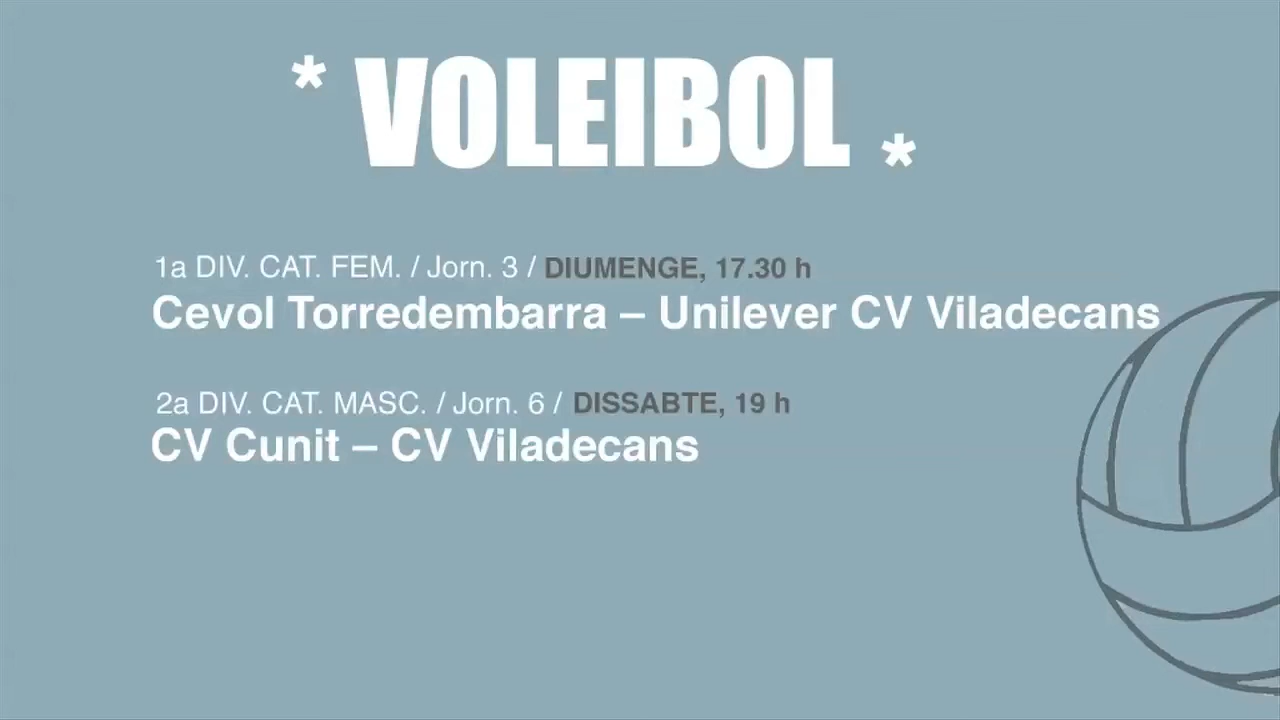 * VOLEIBOL *
1a DIV. CAT. FEM. / Jorn. 3 / DIUMENGE, 17.30 h
Cevol Torredembarra – Unilever CV Viladecans
2a DIV. CAT. MASC. / Jorn. 6 / DISSABTE, 19 h
CV Cunit – CV Viladecans